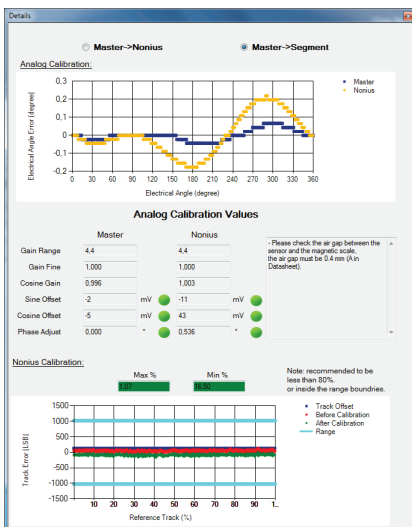 Details
Master->Nonius Master->Segment
Analog Calibration:
Electrical Angle Error (degree)
0.3
0.2
0.1
0
-0.1
-0.2
0 30 60 90 120 150 180 210 240 270 300 330 360
Electrical Angle (degree)
Master
Nonius
Analog Calibration Values
Master Nonius
Gain Range 4,4 4,4
Gain Fine 1,000 1,000
Cosine Gain 0,996 1,003
Sine Offset -2 mV -11 mV
Cosine Offset -5 mV 43 mV
Phase Adjust 0,000 ° 0,536 °
- Please check the air gap between the
sensor and the magnetic scale,
the air gap must be 0.4 mm (A in
Datasheet).
Nonius Calibration:
Max % Min %
1,07 16,50
Note: recommended to be
less than 80%.
or inside the range boundries.
Track Error (LSB)
1500
1000
500
0
-500
-1000
-1500
10 20 30 40 50 60 70 80 90 1...
Reference Track (%)
Track Offset
Before Calibration
After Calibration
Range